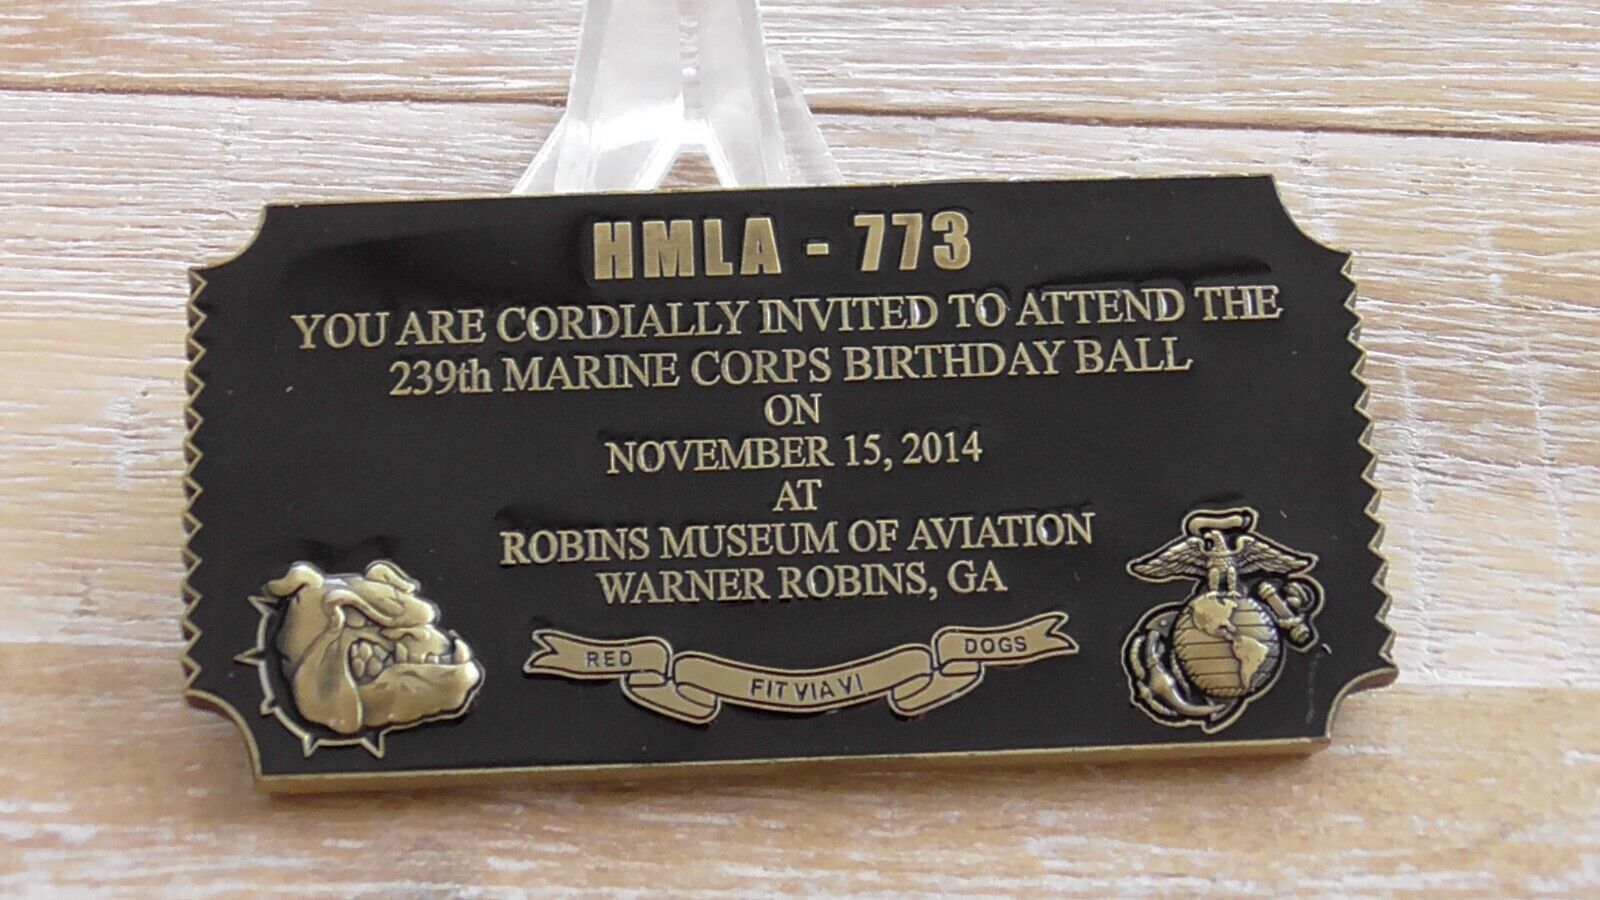 HMLA - 773
YOU ARE CORDIALLY INVITED TO ATTEND THE
239th MARINE CORPS BIRTHDAY BALL
ON
NOVEMBER 15, 2014
AT
ROBINS MUSEUM OF AVIATION
WARNER ROBINS, GA
RED
FIT VIA VI
DOGS